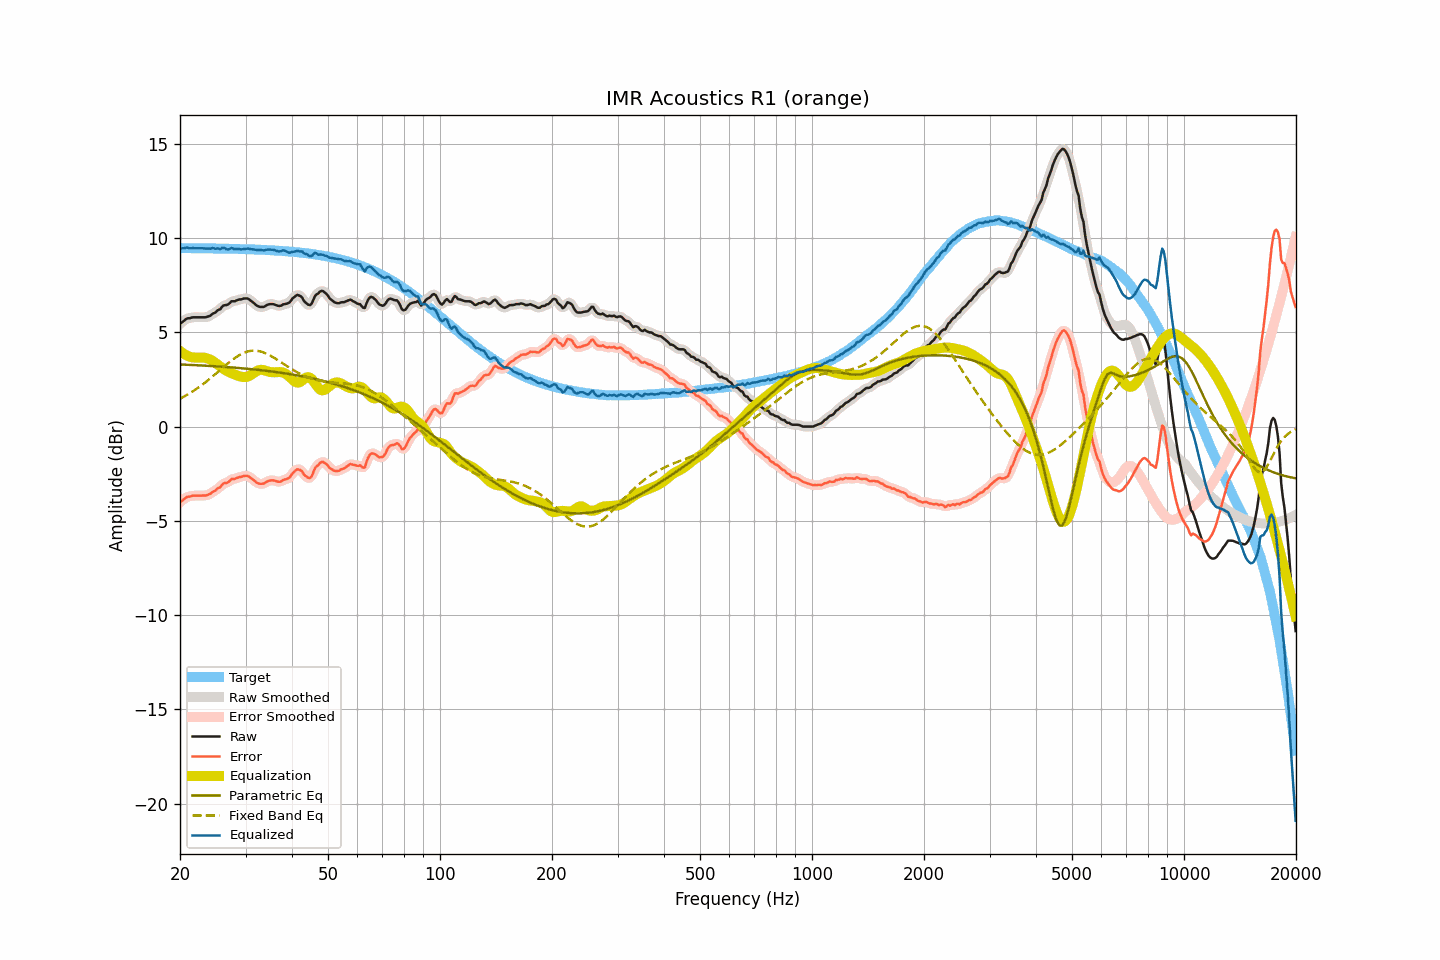 IMR Acoustics R1 (orange)
Amplitude (dBr)
15
10
5
0
−5
−10
−15
−20
Target
Raw Smoothed
Error Smoothed
Raw
Error
Equalization
Parametric Eq
Fixed Band Eq
Equalized
20 50 100 200 500 1000 2000 5000 10000 20000
Frequency (Hz)